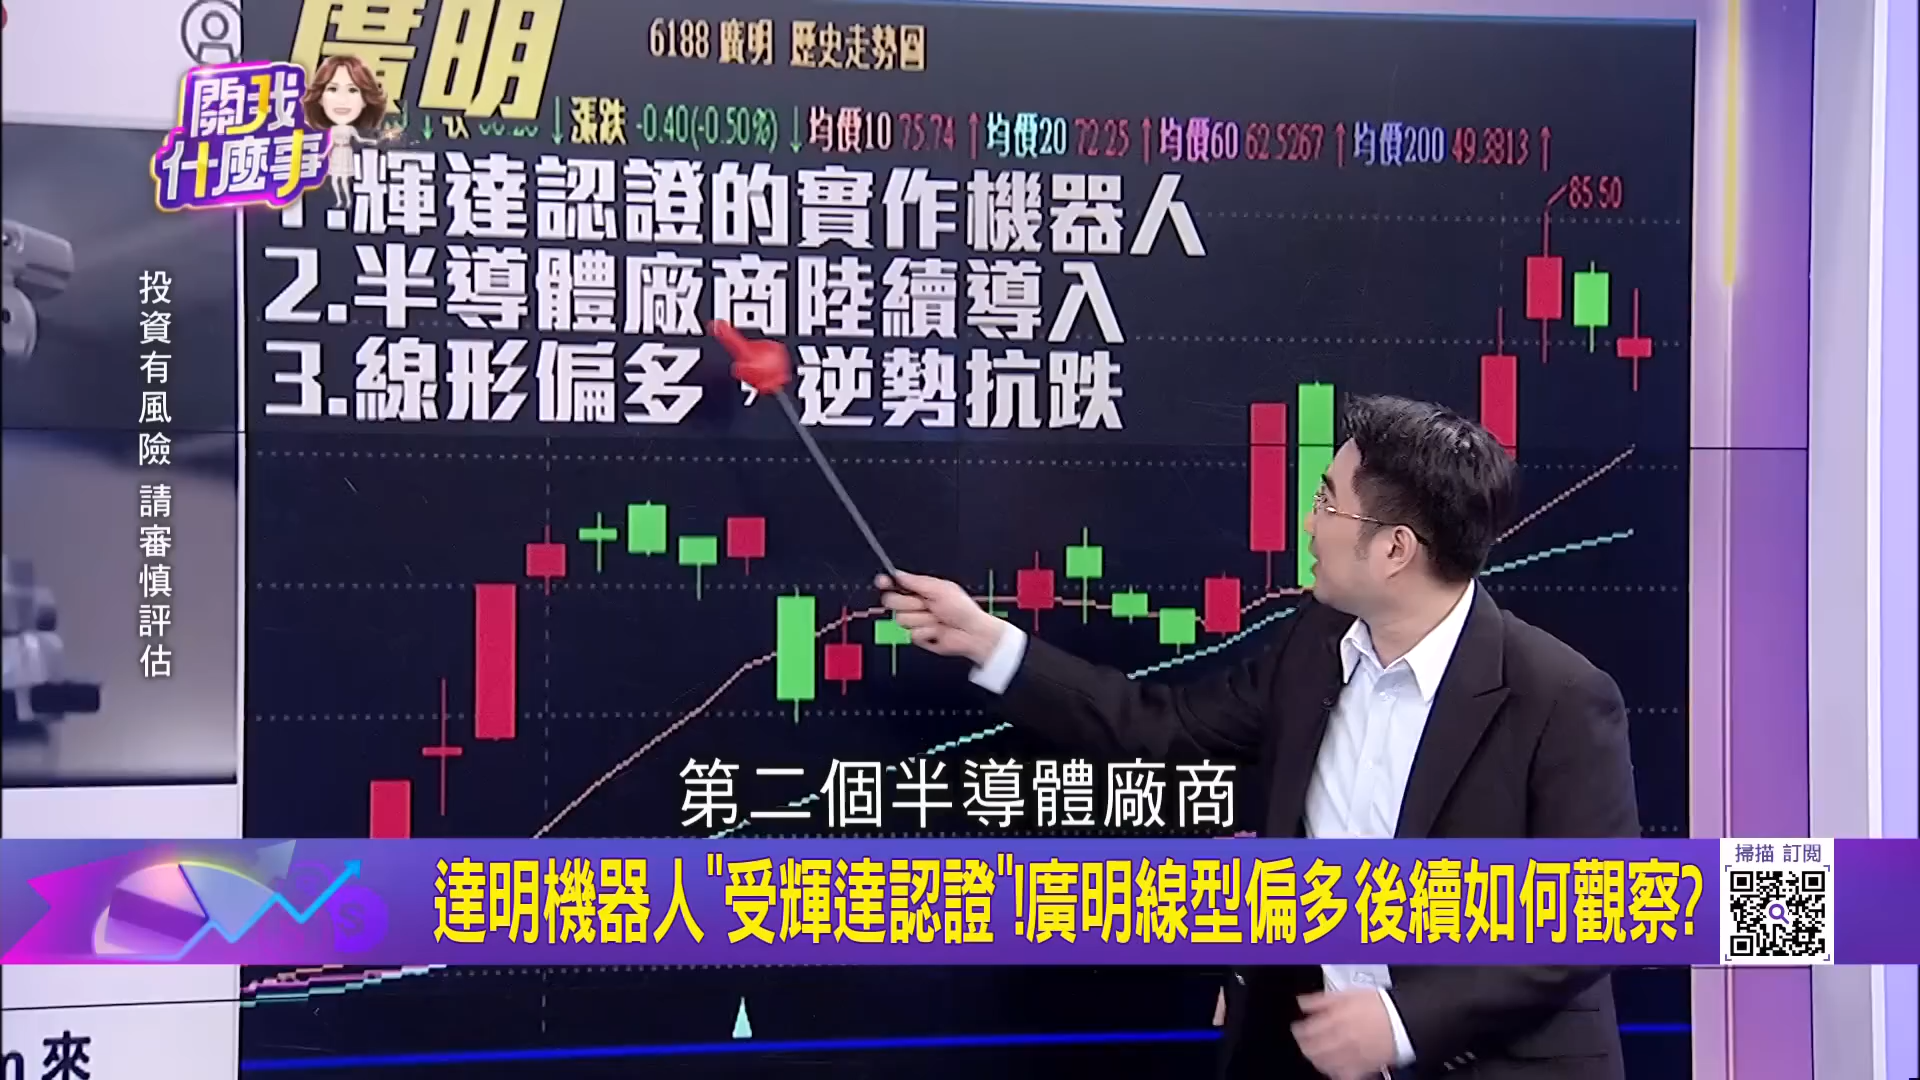 廣明
6188 廣明 歷史走勢圖
關我
什麼事
↓收 ↓漲跌 -0.40(-0.50%) ↓均價10 75.74 ↑均價20 72.25 ↑均價60 62.5267 ↑均價200 49.3813 ↑
85.50
1.輝達認證的實作機器人
2.半導體廠商陸續導入
3.線形偏多，逆勢抗跌
投資有風險 請審慎評估
第二個半導體廠商
達明機器人"受輝達認證"!廣明線型偏多後續如何觀察?
掃描 訂閱
來